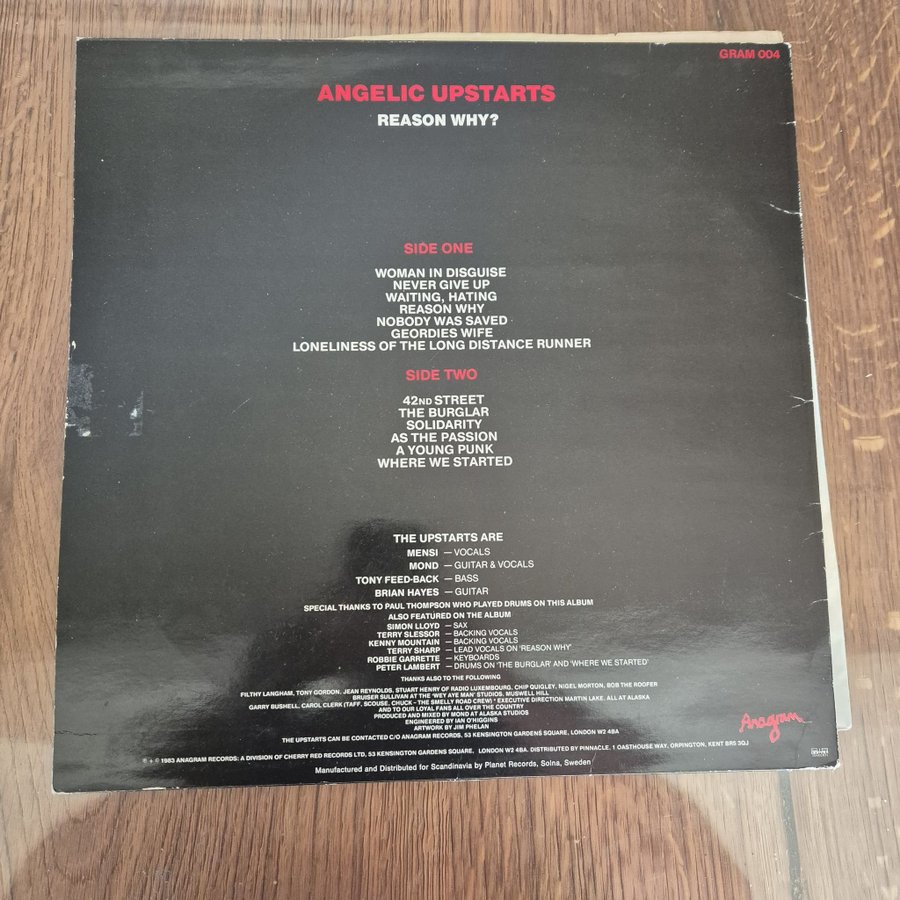 GRAM 004
ANGELIC UPSTARTS
REASON WHY?
SIDE ONE
WOMAN IN DISGUISE
NEVER GIVE UP
WAITING, HATING
REASON WHY
NOBODY WAS SAVED
GEORDIES WIFE
LONELINESS OF THE LONG DISTANCE RUNNER
SIDE TWO
42ND STREET
THE BURGLAR
SOLIDARITY
AS THE PASSION
A YOUNG PUNK
WHERE WE STARTED
THE UPSTARTS ARE
MENSI — VOCALS
MOND — GUITAR & VOCALS
TONY FEED-BACK — BASS
BRIAN HAYES — GUITAR
SPECIAL THANKS TO PAUL THOMPSON WHO PLAYED DRUMS ON THIS ALBUM
ALSO FEATURED ON THE ALBUM
SIMON LLOYD — SAX
TERRY SLESSOR — BACKING VOCALS
KENNY MOUNTAIN — BACKING VOCALS
TERRY SHARP — LEAD VOCALS ON 'REASON WHY'
ROBBIE GARRETTE — KEYBOARDS
PETER LAMBERT — DRUMS ON 'THE BURGLAR' AND 'WHERE WE STARTED'
THANKS ALSO TO THE FOLLOWING
FILTHY LANGHAM, TONY GORDON, JEAN REYNOLDS, STUART HENRY OF RADIO LUXEMBOURG, CHIP QUIGLEY, NIGEL MORTON, BOB THE ROOFER
BRUISER SULLIVAN AT THE 'WEY AYE MAN' STUDIOS, MUSWELL HILL
GARRY BUSHELL, CAROL CLERK (TAFF, SCOUSE, CHUCK - THE SMELLY ROAD CREW) * EXECUTIVE DIRECTION MARTIN LAKE, ALL AT ALASKA
AND TO OUR LOYAL FANS ALL OVER THE COUNTRY
PRODUCED AND MIXED BY MOND AT ALASKA STUDIOS
ENGINEERED BY IAN O'HIGGINS
ARTWORK BY JIM PHELAN
THE UPSTARTS CAN BE CONTACTED C/O ANAGRAM RECORDS, 53 KENSINGTON GARDENS SQUARE, LONDON W2 4BA
Anagram
℗ + © 1983 ANAGRAM RECORDS: A DIVISION OF CHERRY RED RECORDS LTD, 53 KENSINGTON GARDENS SQUARE, LONDON W2 4BA. DISTRIBUTED BY PINNACLE, 1 OASTHOUSE WAY, ORPINGTON, KENT BR5 3QJ
Manufactured and Distributed for Scandinavia by Planet Records, Solna, Sweden